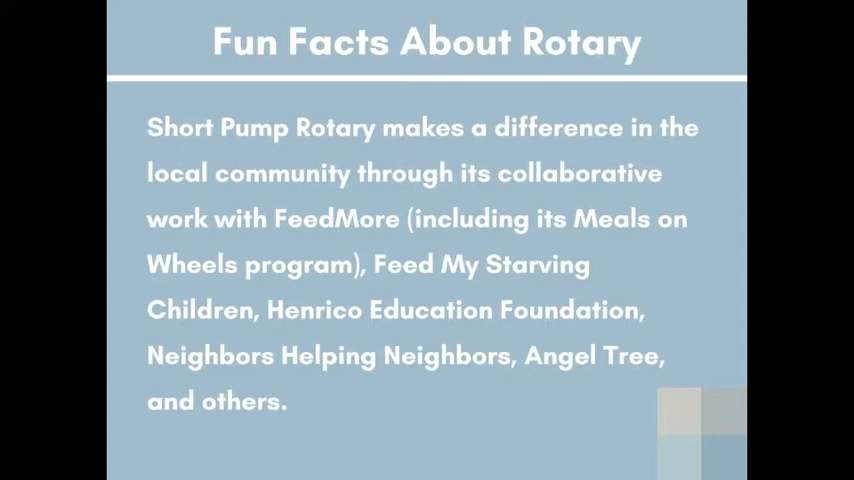 Fun Facts About Rotary
Short Pump Rotary makes a difference in the
local community through its collaborative
work with FeedMore (including its Meals on
Wheels program), Feed My Starving
Children, Henrico Education Foundation,
Neighbors Helping Neighbors, Angel Tree,
and others.